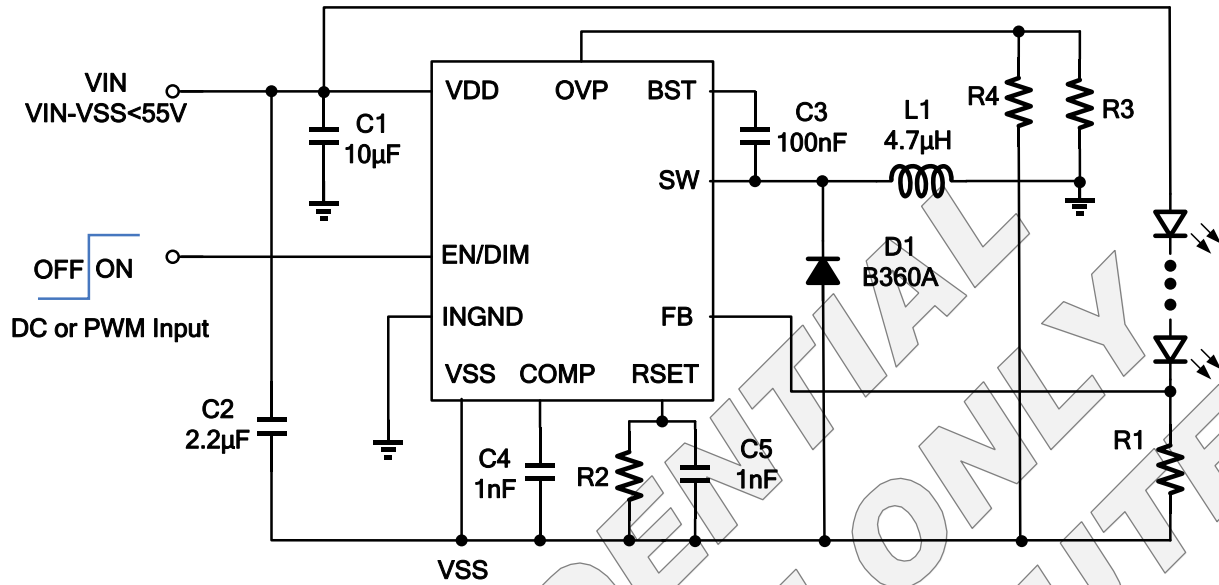 VIN
VIN-VSS<55V
C1
10µF
VDD
OVP
BST
C3
100nF
L1
4.7µH
R4
R3
SW
OFF
ON
DC or PWM Input
EN/DIM
INGND
FB
D1
B360A
VSS
COMP
RSET
C2
2.2µF
C4
1nF
R2
C5
1nF
R1
VSS
ONLY